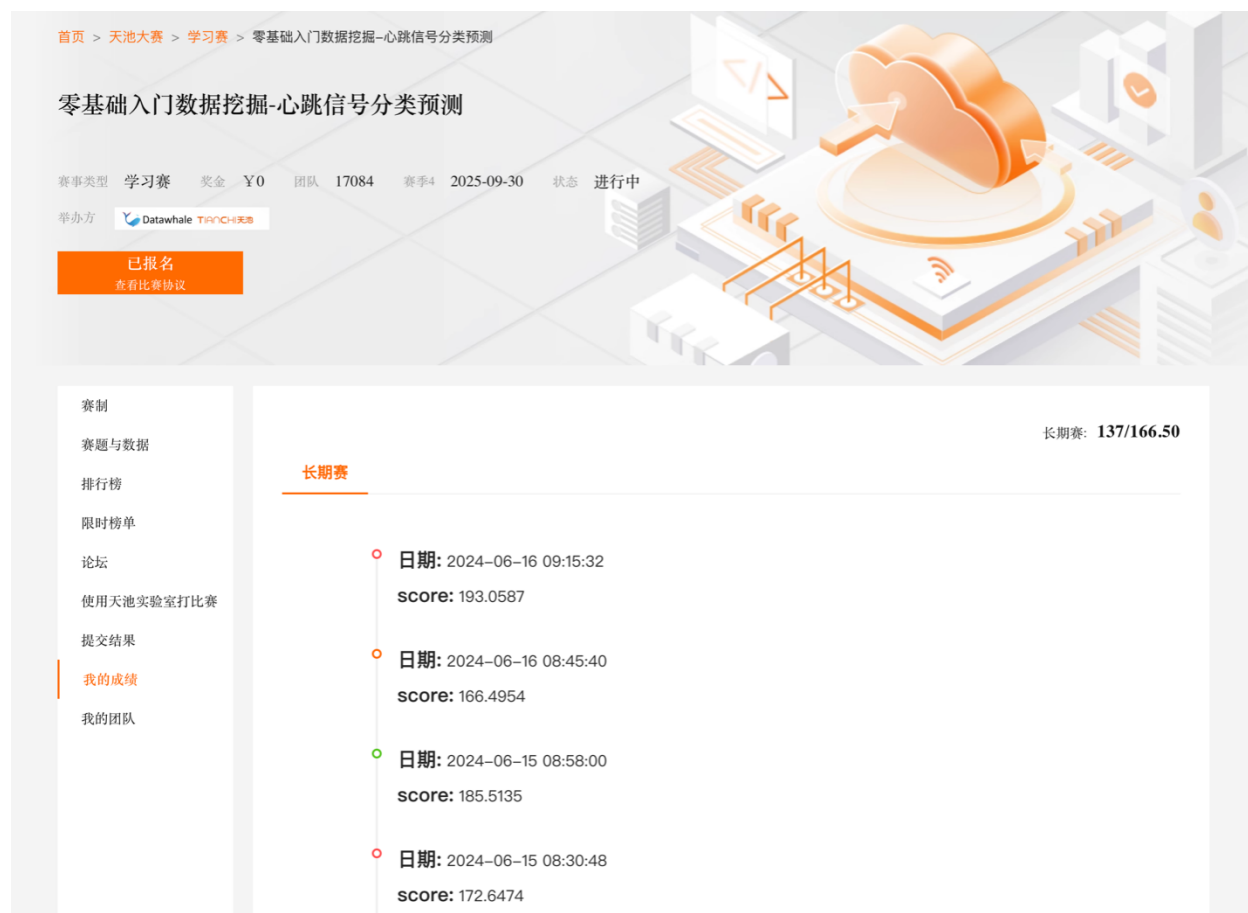 首页 > 天池大赛 > 学习赛 > 零基础入门数据挖掘-心跳信号分类预测
零基础入门数据挖掘-心跳信号分类预测
赛事类型 学习赛 奖金 ￥0 团队 17084 赛季4 2025-09-30 状态 进行中
举办方 Datawhale TIANCHI天池
已报名
查看比赛协议
赛制
赛题与数据
排行榜
限时榜单
论坛
使用天池实验室打比赛
提交结果
我的成绩
我的团队
长期赛: 137/166.50
长期赛
日期: 2024-06-16 09:15:32
score: 193.0587
日期: 2024-06-16 08:45:40
score: 166.4954
日期: 2024-06-15 08:58:00
score: 185.5135
日期: 2024-06-15 08:30:48
score: 172.6474